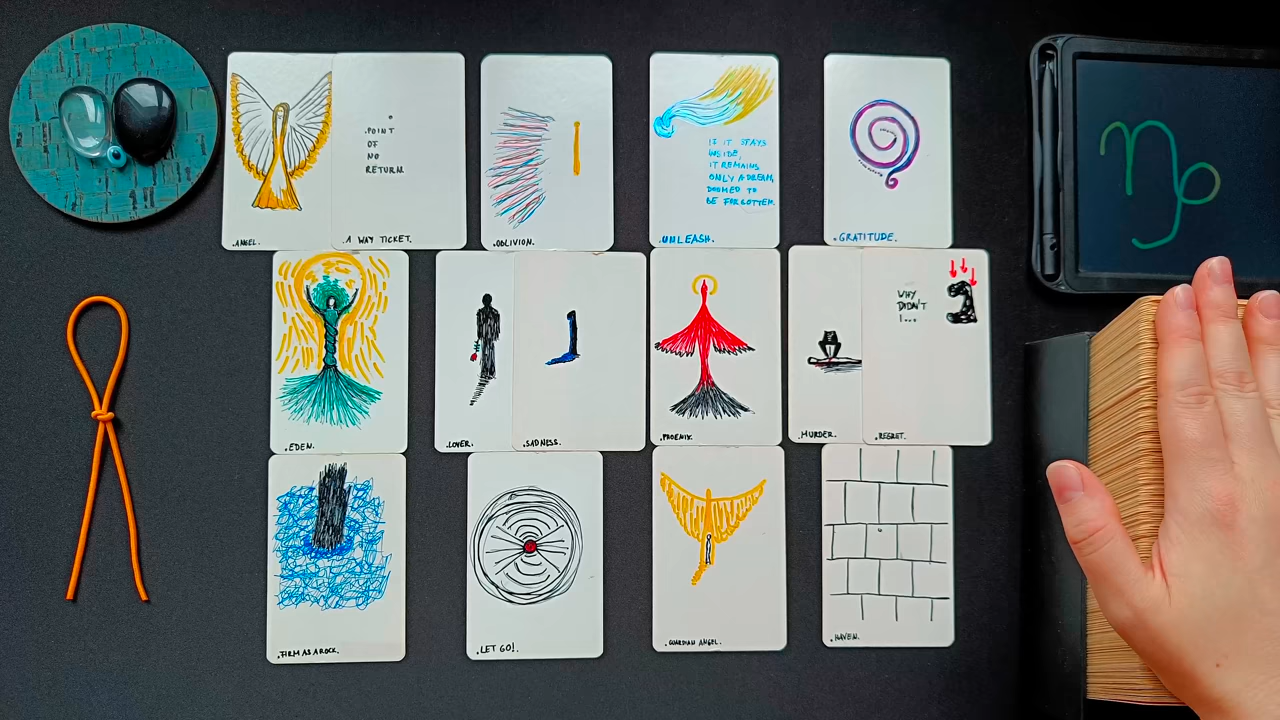 .ANGEL.
.POINT
OF
NO
RETURN.
.A WAY TICKET.
.OBLIVION.
IF IT STAYS
INSIDE,
IT REMAINS
ONLY A DREAM,
DOOMED TO
BE FORGOTTEN.
.UNLEASH.
.GRATITUDE.
.EDEN.
.LOVER.
.SADNESS.
.PHOENIX.
.MURDER.
WHY
DIDN'T
I...
.REGRET.
.FIRM AS A ROCK.
.LET GO!.
.GUARDIAN ANGEL.
.HAVEN.